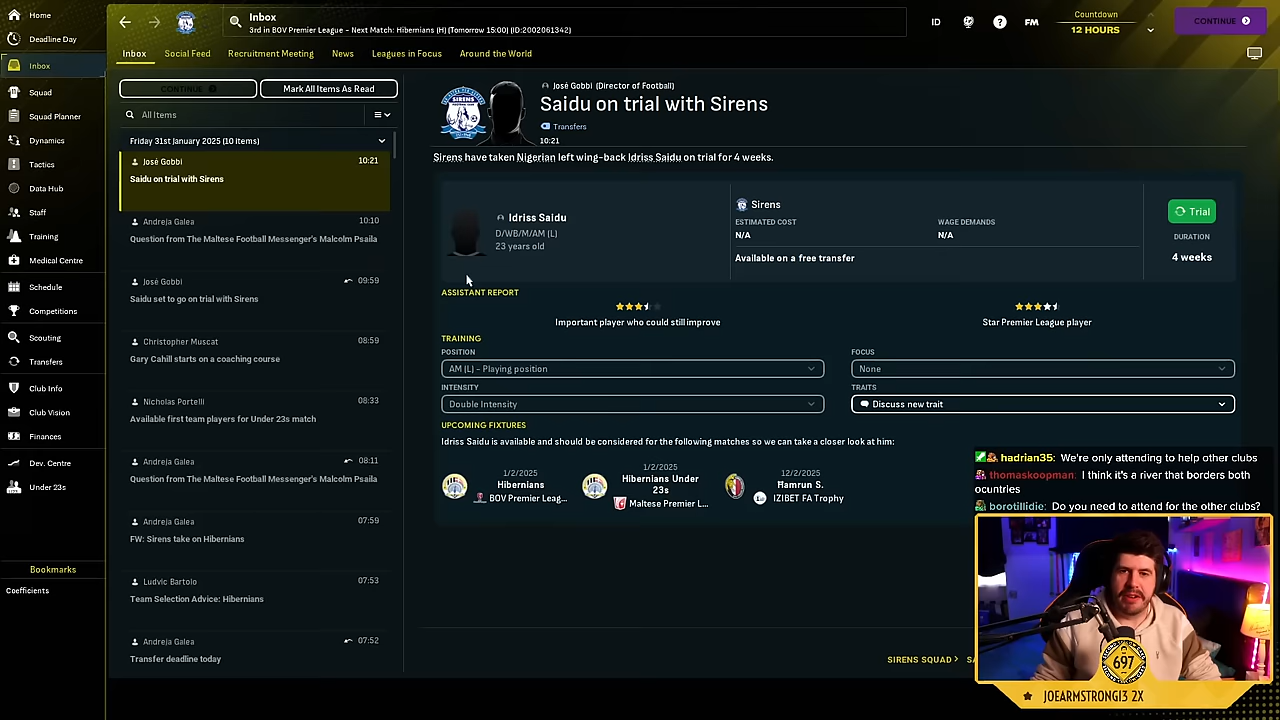 Home
Deadline Day
Inbox
Squad
Squad Planner
Dynamics
Tactics
Data Hub
Staff
Training
Medical Centre
Schedule
Competitions
Scouting
Transfers
Club Info
Club Vision
Finances
Dev. Centre
Under 23s
Bookmarks
Coefficients
Inbox
3rd in BOV Premier League - Next Match: Hibernians (H) (Tomorrow 15:00) (ID:2002061342)
ID
FM
Countdown
12 HOURS
CONTINUE
Inbox
Social Feed
Recruitment Meeting
News
Leagues in Focus
Around the World
CONTINUE
Mark All Items As Read
All Items
Friday 31st January 2025 (10 Items)
José Gobbi 10:21
Saidu on trial with Sirens
Andreja Galea 10:10
Question from The Maltese Football Messenger's Malcolm Psaila
José Gobbi 09:59
Saidu set to go on trial with Sirens
Christopher Muscat 08:59
Gary Cahill starts on a coaching course
Nicholas Portelli 08:33
Available first team players for Under 23s match
Andreja Galea 08:11
Question from The Maltese Football Messenger's Malcolm Psaila
Andreja Galea 07:59
FW: Sirens take on Hibernians
Ludvic Bartolo 07:53
Team Selection Advice: Hibernians
Andreja Galea 07:52
Transfer deadline today
José Gobbi (Director of Football)
Saidu on trial with Sirens
Transfers
10:21
Sirens have taken Nigerian left wing-back Idriss Saidu on trial for 4 weeks.
Idriss Saidu
D/WB/M/AM (L)
23 years old
Sirens
ESTIMATED COST
N/A
WAGE DEMANDS
N/A
Available on a free transfer
Trial
DURATION
4 weeks
ASSISTANT REPORT
Important player who could still improve
Star Premier League player
TRAINING
POSITION
AM (L) - Playing position
FOCUS
None
INTENSITY
Double Intensity
TRAITS
Discuss new trait
UPCOMING FIXTURES
Idriss Saidu is available and should be considered for the following matches so we can take a closer look at him:
1/2/2025
Hibernians
BOV Premier Leag...
1/2/2025
Hibernians Under
23s
Maltese Premier L...
12/2/2025
Ħamrun S.
IZIBET FA Trophy
SIRENS SQUAD >
hadrian35: We're only attending to help other clubs
thomaskoopman: I think it's a river that borders both
ocuntries
borotillidie: Do you need to attend for the other clubs?
697
JOEARMSTRONG13 2X